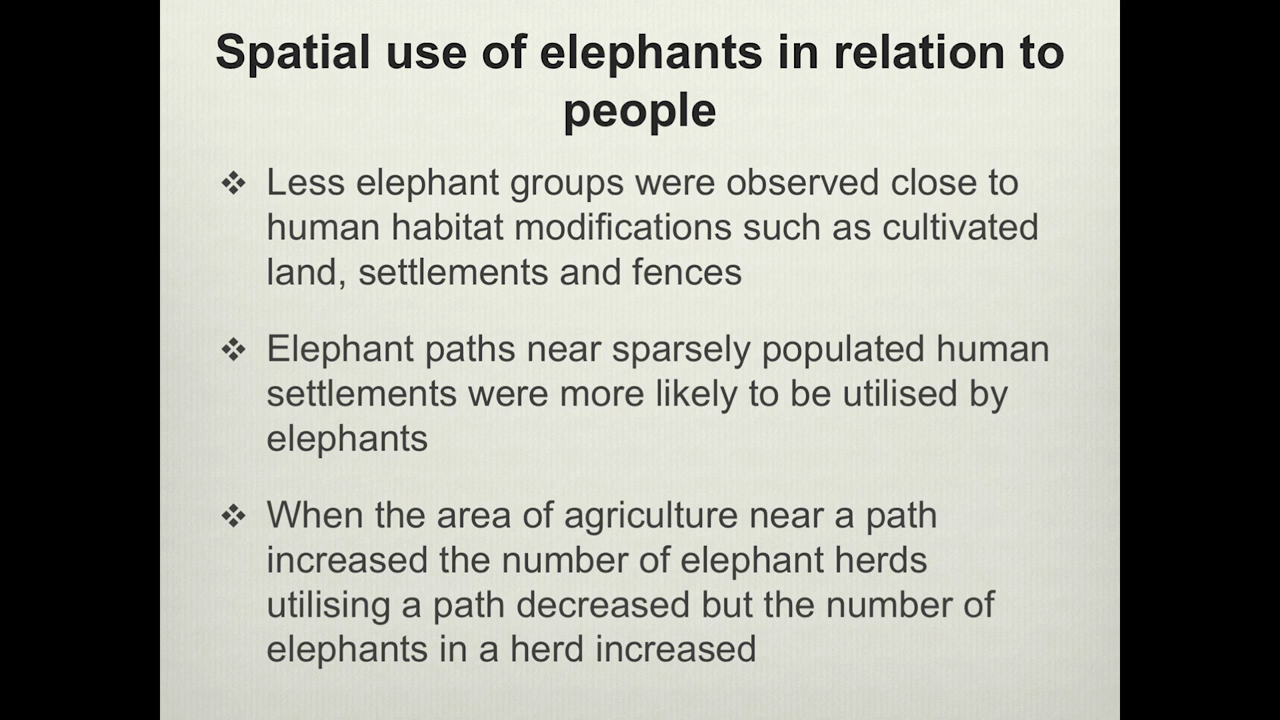 Spatial use of elephants in relation to
people
❖ Less elephant groups were observed close to
human habitat modifications such as cultivated
land, settlements and fences
❖ Elephant paths near sparsely populated human
settlements were more likely to be utilised by
elephants
❖ When the area of agriculture near a path
increased the number of elephant herds
utilising a path decreased but the number of
elephants in a herd increased